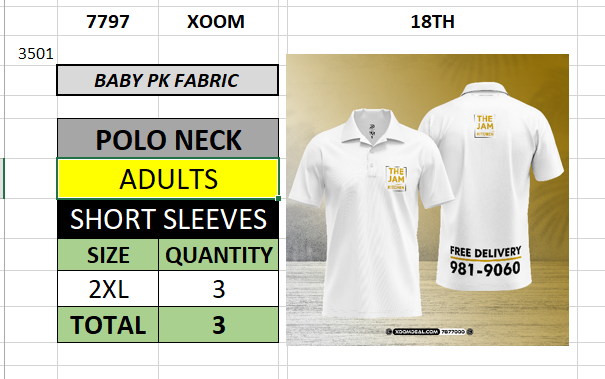 7797 XOOM 18TH
3501
BABY PK FABRIC
POLO NECK
ADULTS
SHORT SLEEVES
SIZE QUANTITY
2XL 3
TOTAL 3
THE
JAM
KITCHEN
THE
JAM
KITCHEN
FREE DELIVERY
981-9060
XOOMDEAL.COM 7877000